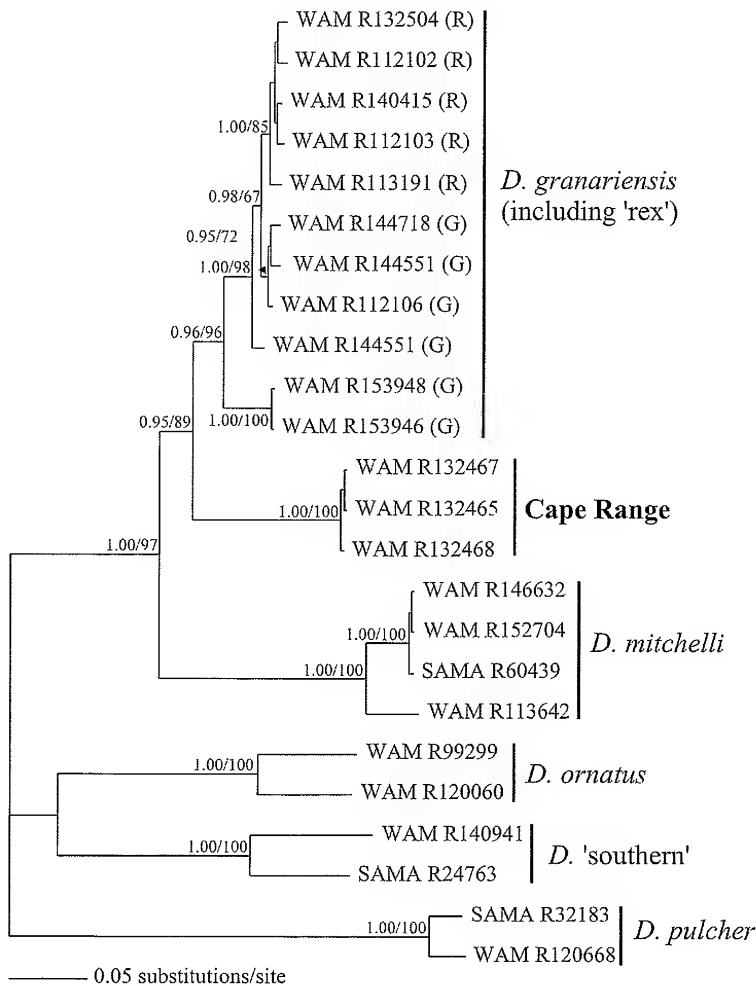 WAM R132504 (R)
WAM R112102 (R)
WAM R140415 (R)
1.00/85
WAM R112103 (R)
WAM R113191 (R)
D. granariensis
(including 'rex')
0.98/67
WAM R144718 (G)
0.95/72
1.00/98
WAM R144551 (G)
WAM R112106 (G)
0.96/96
WAM R144551 (G)
WAM R153948 (G)
0.95/89
1.00/100
WAM R153946 (G)
WAM R132467
1.00/100
WAM R132465
Cape Range
WAM R132468
1.00/97
WAM R146632
1.00/100
WAM R152704
D. mitchelli
1.00/100
SAMA R60439
WAM R113642
1.00/100
WAM R99299
D. ornatus
WAM R120060
1.00/100
WAM R140941
D. 'southern'
SAMA R24763
1.00/100
SAMA R32183
D. pulcher
WAM R120668
0.05 substitutions/site